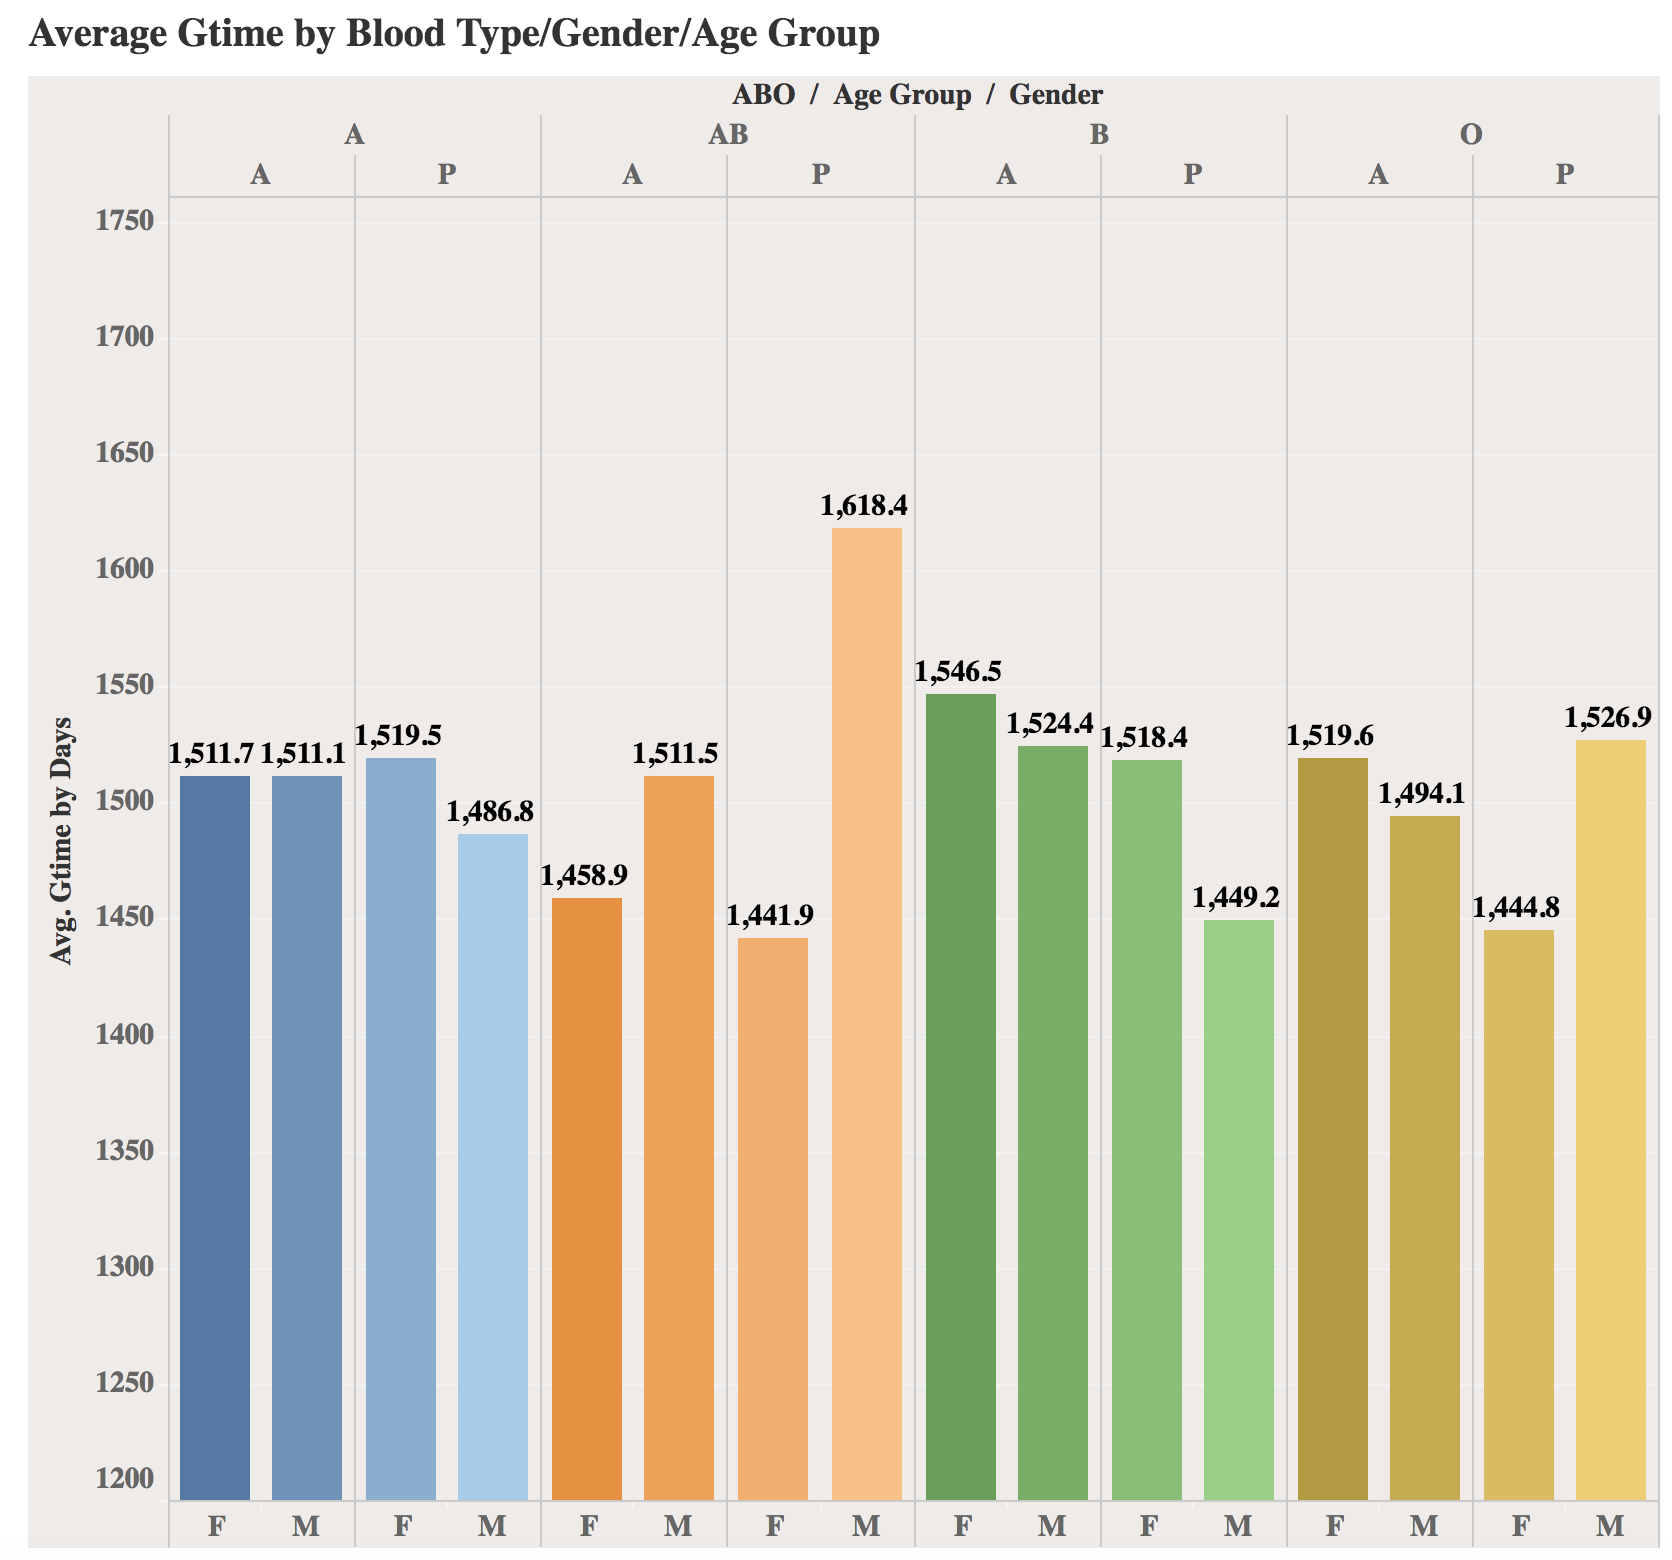 Average Gtime by Blood Type/Gender/Age Group
ABO / Age Group / Gender
A AB B O
A P A P A P A P
1750
1700
1650
1600
1550
1500
1450
1400
1350
1300
1250
1200
Avg. Gtime by Days
1,511.7 1,511.1 1,519.5 1,486.8 1,458.9 1,511.5 1,441.9 1,618.4 1,546.5 1,524.4 1,518.4 1,449.2 1,519.6 1,494.1 1,444.8 1,526.9
F M F M F M F M F M F M F M F M